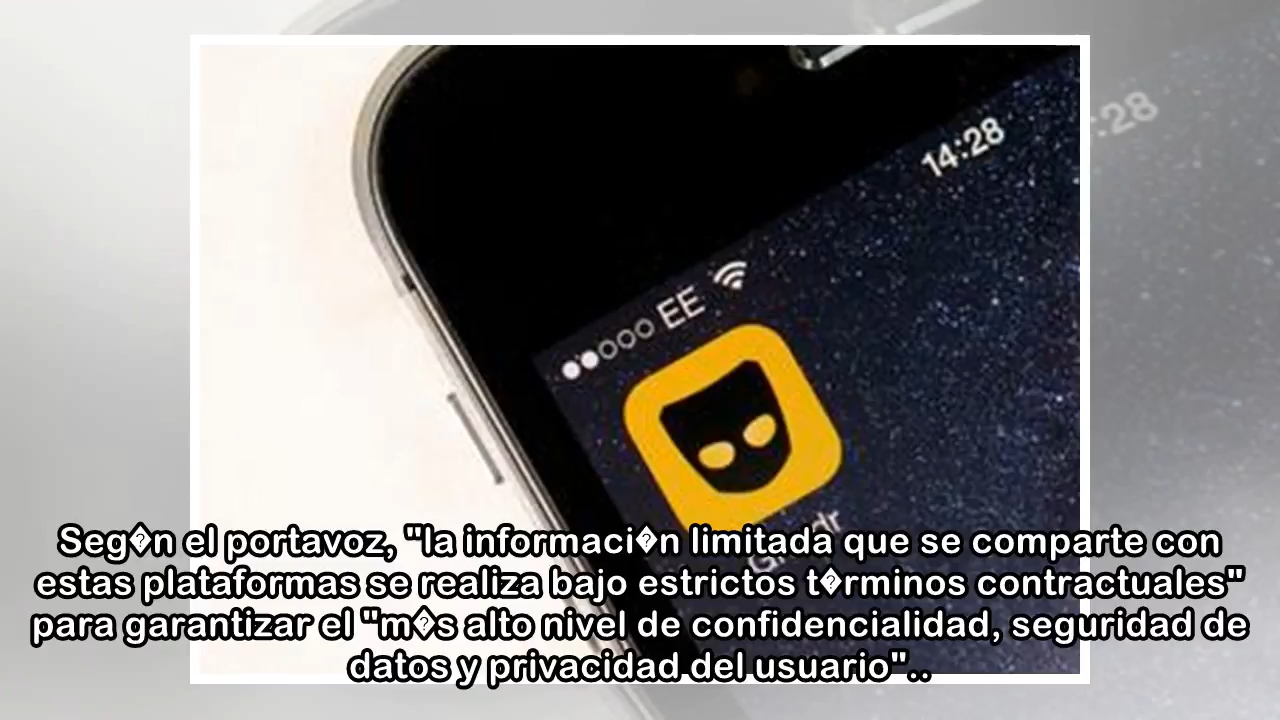 14:28
:28
EE
Seg�n el portavoz, "la informaci�n limitada que se comparte con
estas plataformas se realiza bajo estrictos t�rminos contractuales"
para garantizar el "m�s alto nivel de confidencialidad, seguridad de
datos y privacidad del usuario"..